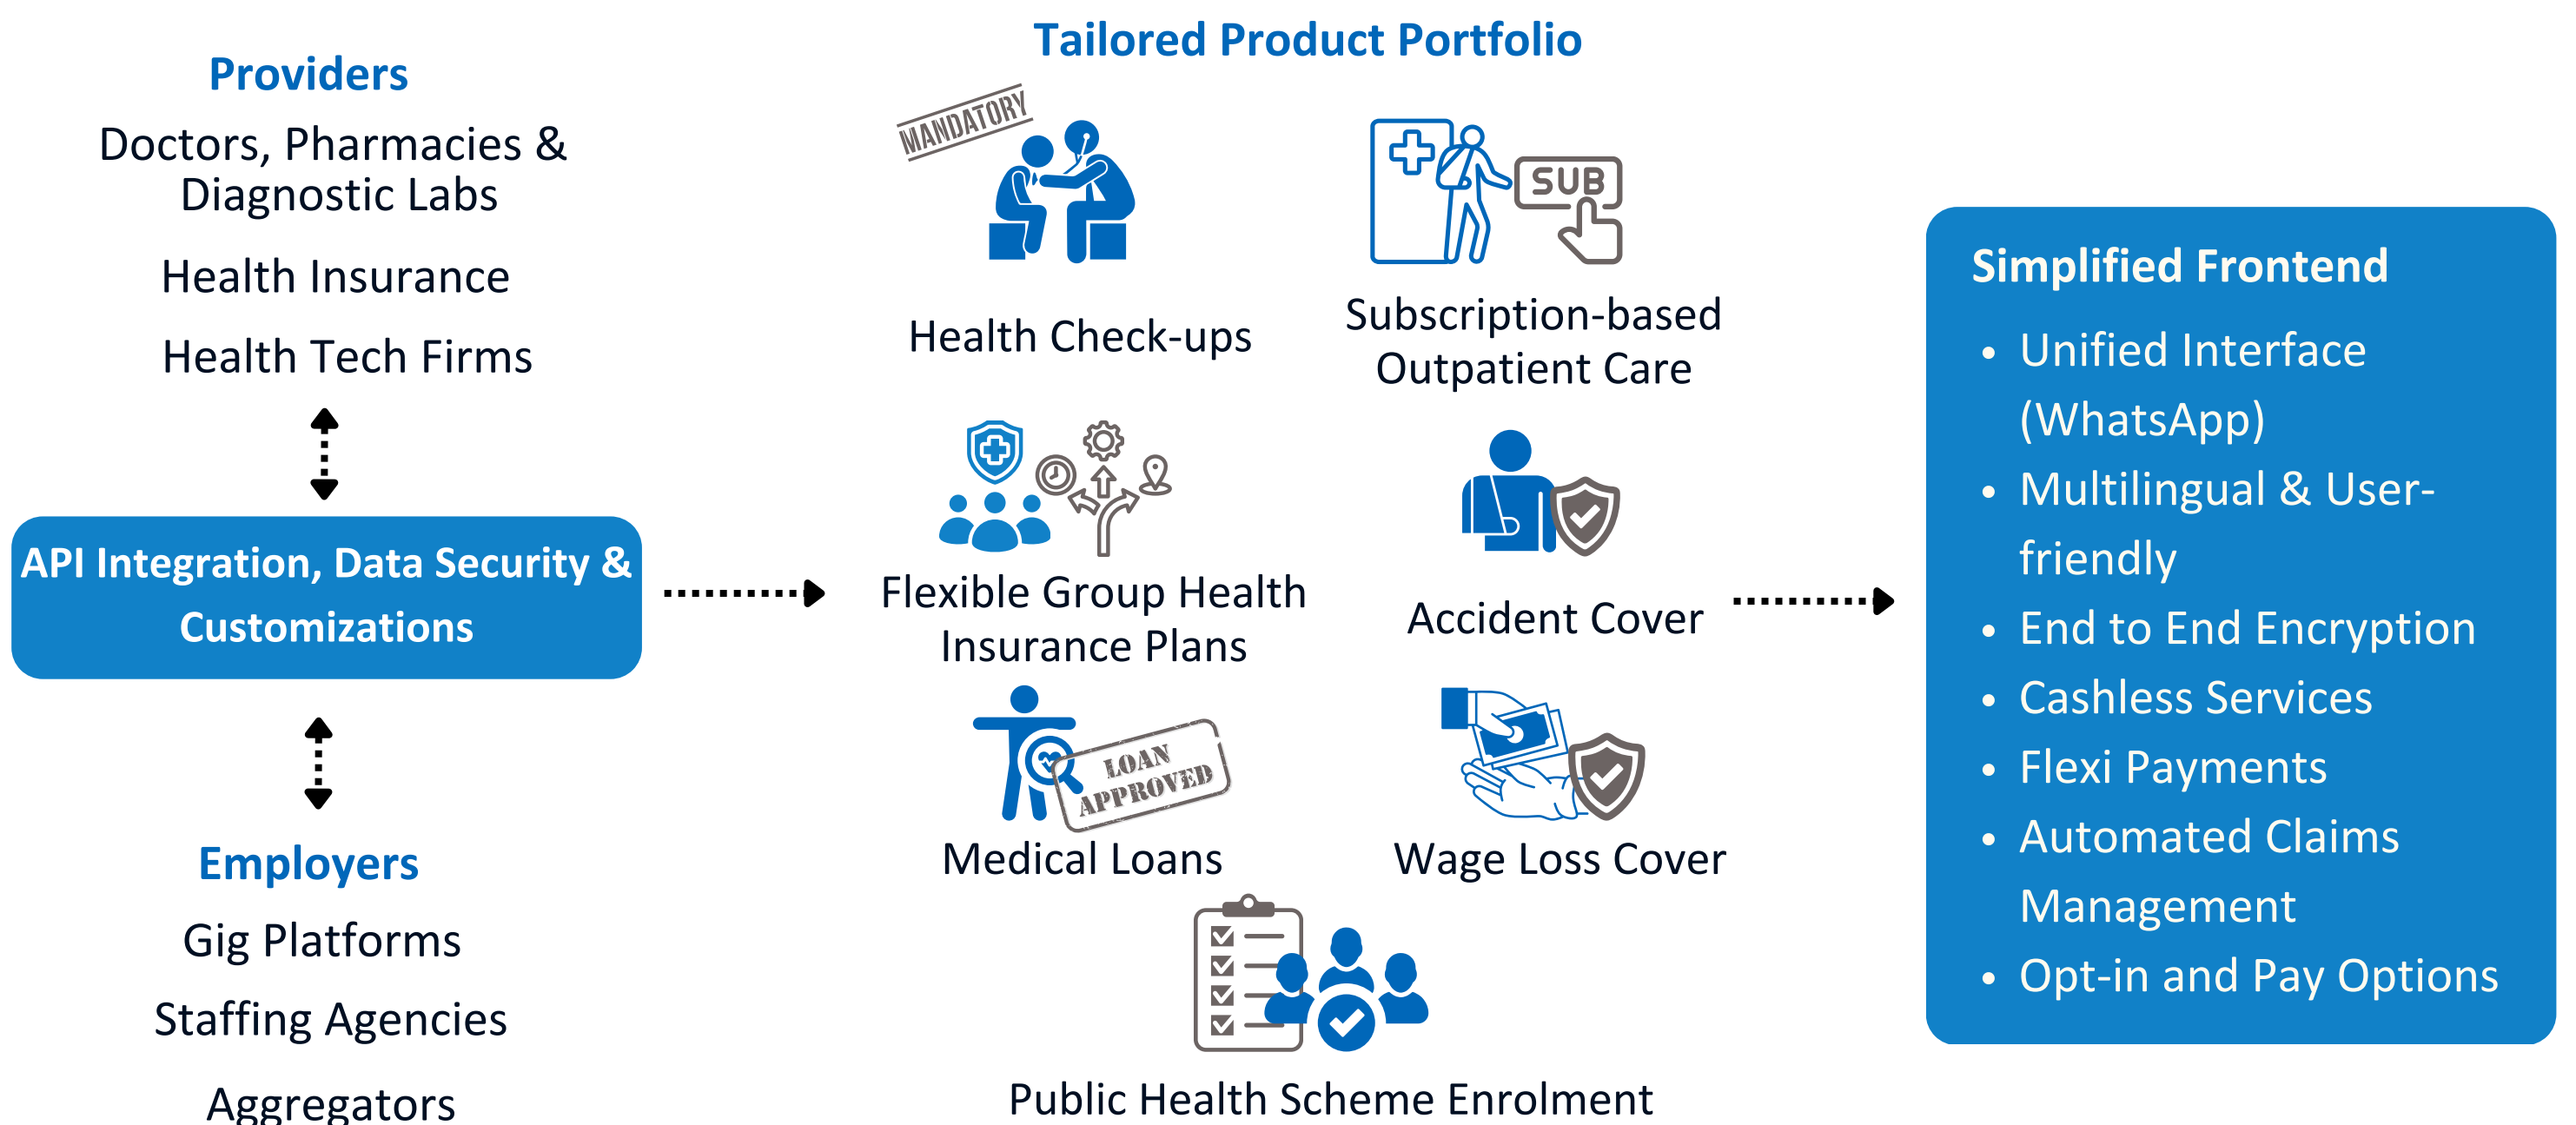 Providers
Doctors, Pharmacies &
Diagnostic Labs
Health Insurance
Health Tech Firms
API Integration, Data Security &
Customizations
Employers
Gig Platforms
Staffing Agencies
Aggregators
Tailored Product Portfolio
MANDATORY
Health Check-ups
SUB
Subscription-based
Outpatient Care
Flexible Group Health
Insurance Plans
Accident Cover
LOAN
APPROVED
Medical Loans
Wage Loss Cover
Public Health Scheme Enrolment
Simplified Frontend
• Unified Interface
(WhatsApp)
• Multilingual & User-
friendly
• End to End Encryption
• Cashless Services
• Flexi Payments
• Automated Claims
Management
• Opt-in and Pay Options